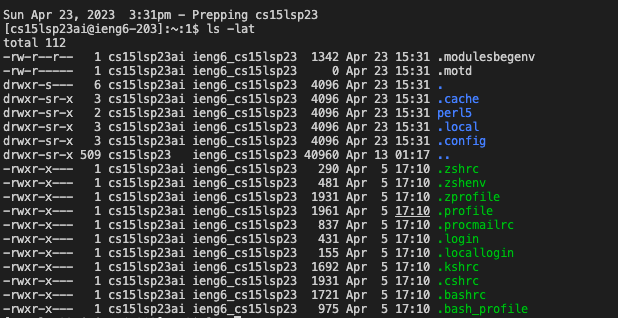 Sun Apr 23, 2023  3:31pm - Prepping cs15lsp23
[cs15lsp23ai@ieng6-203]:~:1$ ls -lat
total 112
-rw-r--r--   1 cs15lsp23ai ieng6_cs15lsp23  1342 Apr 23 15:31 .modulesbegenv
-rw-r-----   1 cs15lsp23ai ieng6_cs15lsp23     0 Apr 23 15:31 .motd
drwxr-s---   6 cs15lsp23ai ieng6_cs15lsp23  4096 Apr 23 15:31 .
drwxr-sr-x   3 cs15lsp23ai ieng6_cs15lsp23  4096 Apr 23 15:31 .cache
drwxr-sr-x   2 cs15lsp23ai ieng6_cs15lsp23  4096 Apr 23 15:31 perl5
drwxr-sr-x   3 cs15lsp23ai ieng6_cs15lsp23  4096 Apr 23 15:31 .local
drwxr-sr-x   3 cs15lsp23ai ieng6_cs15lsp23  4096 Apr 23 15:31 .config
drwxr-sr-x 509 cs15lsp23   ieng6_cs15lsp23 40960 Apr 13 01:17 ..
-rwxr-x---   1 cs15lsp23ai ieng6_cs15lsp23   290 Apr  5 17:10 .zshrc
-rwxr-x---   1 cs15lsp23ai ieng6_cs15lsp23   481 Apr  5 17:10 .zshenv
-rwxr-x---   1 cs15lsp23ai ieng6_cs15lsp23  1931 Apr  5 17:10 .zprofile
-rwxr-x---   1 cs15lsp23ai ieng6_cs15lsp23  1961 Apr  5 17:10 .profile
-rwxr-x---   1 cs15lsp23ai ieng6_cs15lsp23   837 Apr  5 17:10 .procmailrc
-rwxr-x---   1 cs15lsp23ai ieng6_cs15lsp23   431 Apr  5 17:10 .login
-rwxr-x---   1 cs15lsp23ai ieng6_cs15lsp23   155 Apr  5 17:10 .locallogin
-rwxr-x---   1 cs15lsp23ai ieng6_cs15lsp23  1692 Apr  5 17:10 .kshrc
-rwxr-x---   1 cs15lsp23ai ieng6_cs15lsp23  1931 Apr  5 17:10 .cshrc
-rwxr-x---   1 cs15lsp23ai ieng6_cs15lsp23  1721 Apr  5 17:10 .bashrc
-rwxr-x---   1 cs15lsp23ai ieng6_cs15lsp23   975 Apr  5 17:10 .bash_profile